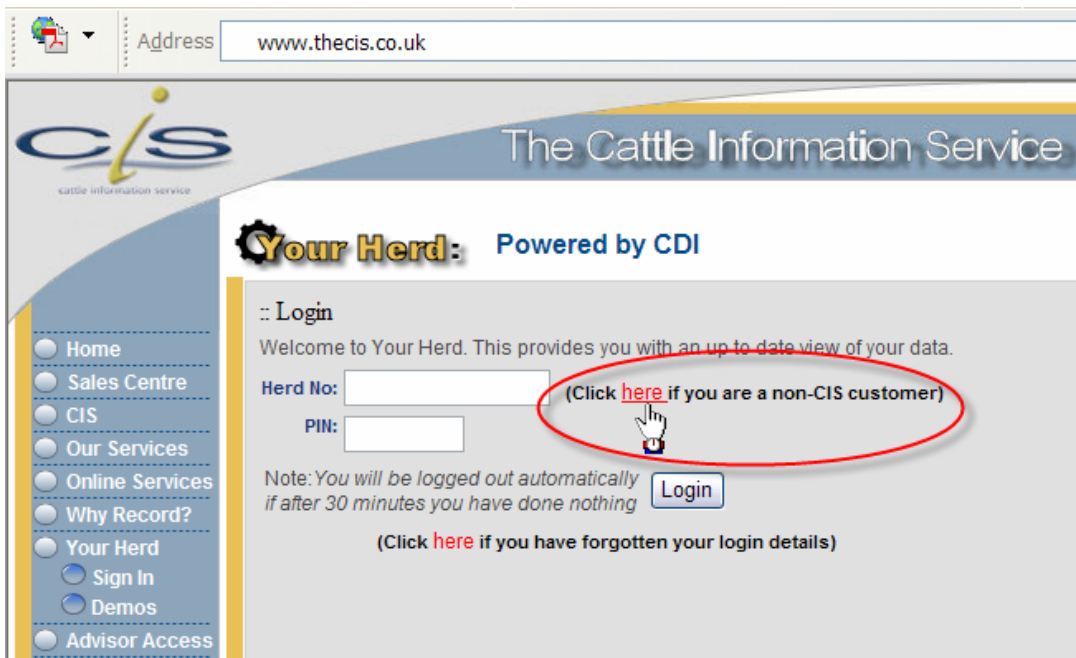 Address www.thecis.co.uk
cis
cattle information service
The Cattle Information Service
Your Herd: Powered by CDI
:: Login
Welcome to Your Herd. This provides you with an up to date view of your data.
Herd No: (Click here if you are a non-CIS customer)
PIN:
Note: You will be logged out automatically
if after 30 minutes you have done nothing
Login
(Click here if you have forgotten your login details)
Home
Sales Centre
CIS
Our Services
Online Services
Why Record?
Your Herd
Sign In
Demos
Advisor Access